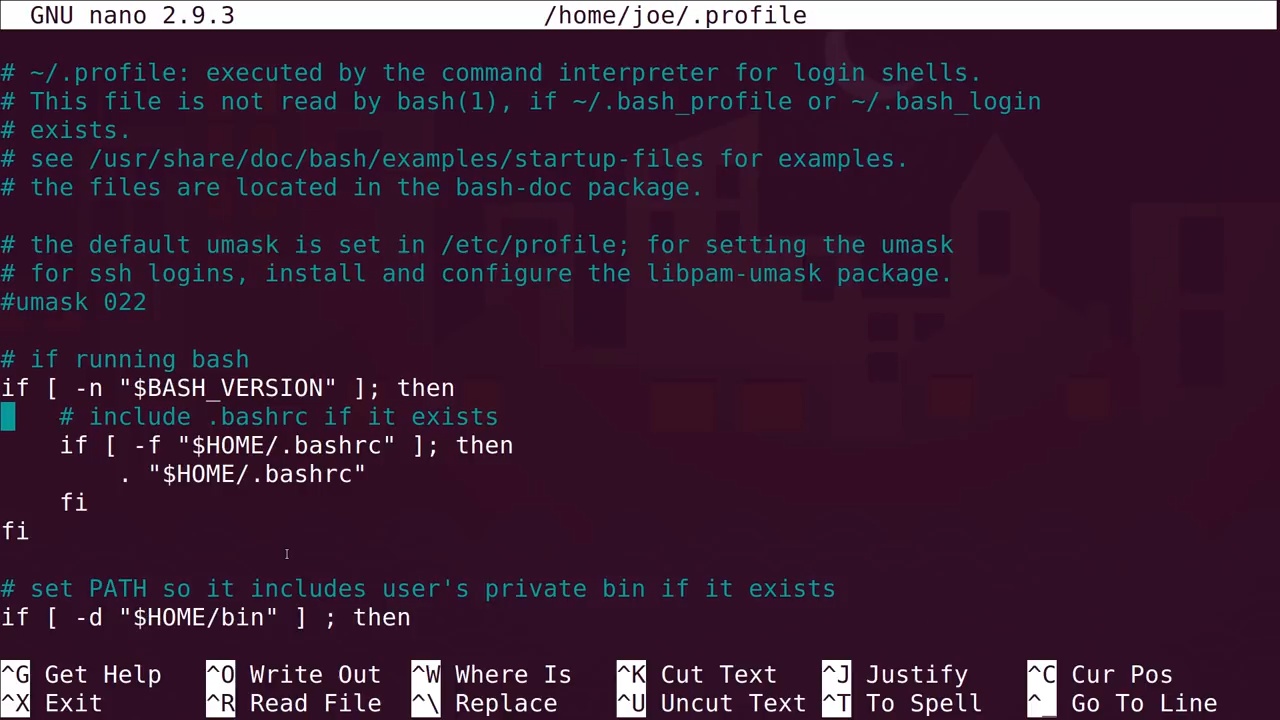 GNU nano 2.9.3 /home/joe/.profile
# ~/.profile: executed by the command interpreter for login shells.
# This file is not read by bash(1), if ~/.bash_profile or ~/.bash_login
# exists.
# see /usr/share/doc/bash/examples/startup-files for examples.
# the files are located in the bash-doc package.
# the default umask is set in /etc/profile; for setting the umask
# for ssh logins, install and configure the libpam-umask package.
#umask 022
# if running bash
if [ -n "$BASH_VERSION" ]; then
    # include .bashrc if it exists
    if [ -f "$HOME/.bashrc" ]; then
        . "$HOME/.bashrc"
    fi
fi
# set PATH so it includes user's private bin if it exists
if [ -d "$HOME/bin" ] ; then
^G Get Help ^O Write Out ^W Where Is ^K Cut Text ^J Justify ^C Cur Pos
^X Exit ^R Read File ^\ Replace ^U Uncut Text ^T To Spell ^_ Go To Line